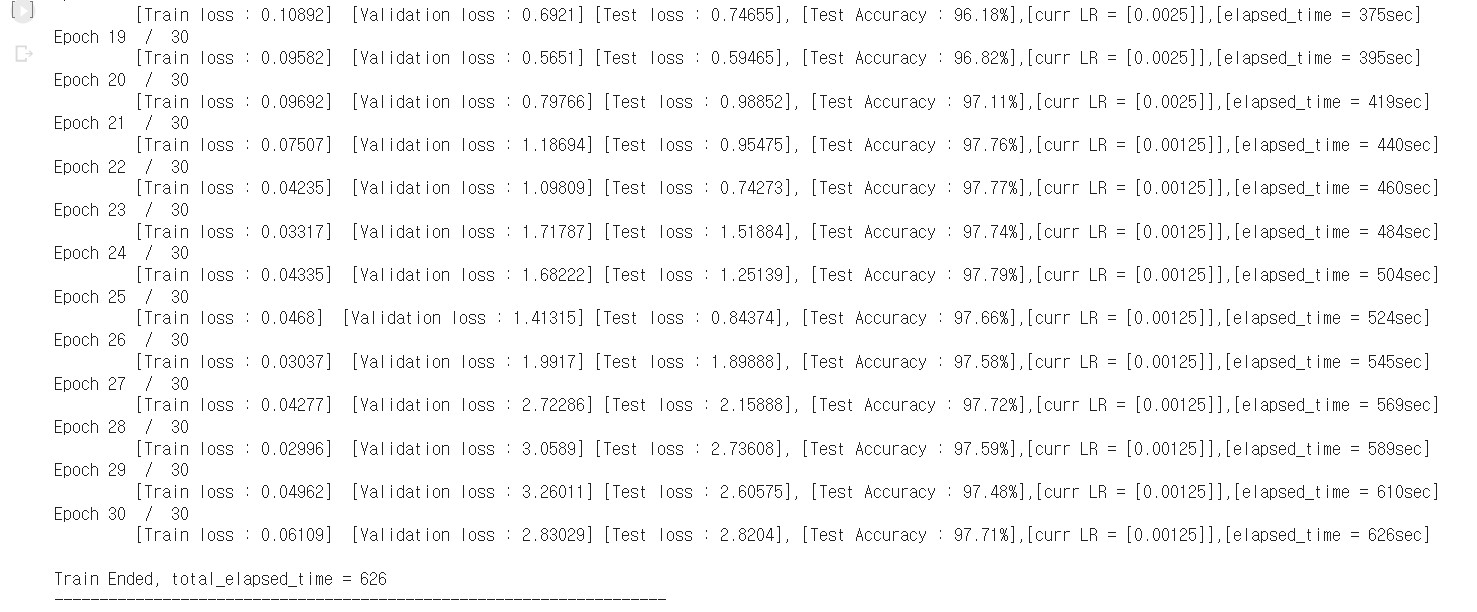 [Train loss : 0.10892]  [Validation loss : 0.6921] [Test loss : 0.74655], [Test Accuracy : 96.18%],[curr LR = [0.0025]],[elapsed_time = 375sec]
Epoch 19  /  30
[Train loss : 0.09582]  [Validation loss : 0.5651] [Test loss : 0.59465], [Test Accuracy : 96.82%],[curr LR = [0.0025]],[elapsed_time = 395sec]
Epoch 20  /  30
[Train loss : 0.09692]  [Validation loss : 0.79766] [Test loss : 0.98852], [Test Accuracy : 97.11%],[curr LR = [0.0025]],[elapsed_time = 419sec]
Epoch 21  /  30
[Train loss : 0.07507]  [Validation loss : 1.18694] [Test loss : 0.95475], [Test Accuracy : 97.76%],[curr LR = [0.00125]],[elapsed_time = 440sec]
Epoch 22  /  30
[Train loss : 0.04235]  [Validation loss : 1.09809] [Test loss : 0.74273], [Test Accuracy : 97.77%],[curr LR = [0.00125]],[elapsed_time = 460sec]
Epoch 23  /  30
[Train loss : 0.03317]  [Validation loss : 1.71787] [Test loss : 1.51884], [Test Accuracy : 97.74%],[curr LR = [0.00125]],[elapsed_time = 484sec]
Epoch 24  /  30
[Train loss : 0.04335]  [Validation loss : 1.68222] [Test loss : 1.25139], [Test Accuracy : 97.79%],[curr LR = [0.00125]],[elapsed_time = 504sec]
Epoch 25  /  30
[Train loss : 0.0468]  [Validation loss : 1.41315] [Test loss : 0.84374], [Test Accuracy : 97.66%],[curr LR = [0.00125]],[elapsed_time = 524sec]
Epoch 26  /  30
[Train loss : 0.03037]  [Validation loss : 1.9917] [Test loss : 1.89888], [Test Accuracy : 97.58%],[curr LR = [0.00125]],[elapsed_time = 545sec]
Epoch 27  /  30
[Train loss : 0.04277]  [Validation loss : 2.72286] [Test loss : 2.15888], [Test Accuracy : 97.72%],[curr LR = [0.00125]],[elapsed_time = 569sec]
Epoch 28  /  30
[Train loss : 0.02996]  [Validation loss : 3.0589] [Test loss : 2.73608], [Test Accuracy : 97.59%],[curr LR = [0.00125]],[elapsed_time = 589sec]
Epoch 29  /  30
[Train loss : 0.04962]  [Validation loss : 3.26011] [Test loss : 2.60575], [Test Accuracy : 97.48%],[curr LR = [0.00125]],[elapsed_time = 610sec]
Epoch 30  /  30
[Train loss : 0.06109]  [Validation loss : 2.83029] [Test loss : 2.8204], [Test Accuracy : 97.71%],[curr LR = [0.00125]],[elapsed_time = 626sec]
Train Ended, total_elapsed_time = 626
--------------------------------------------------------------------